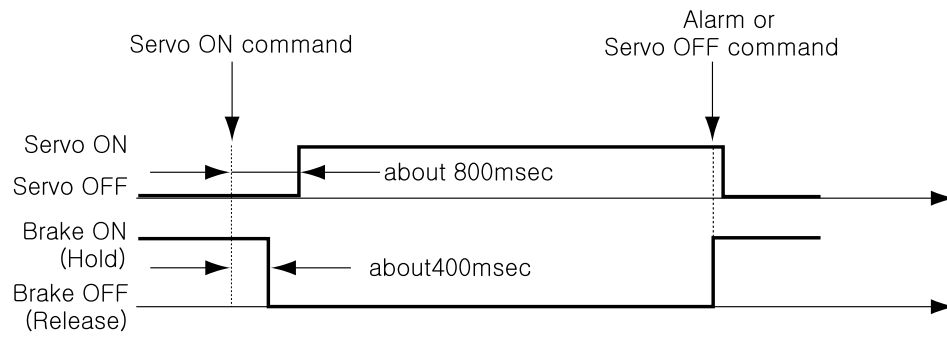 Servo ON command
Alarm or
Servo OFF command
Servo ON
about 800msec
Servo OFF
Brake ON
(Hold)
about400msec
Brake OFF
(Release)